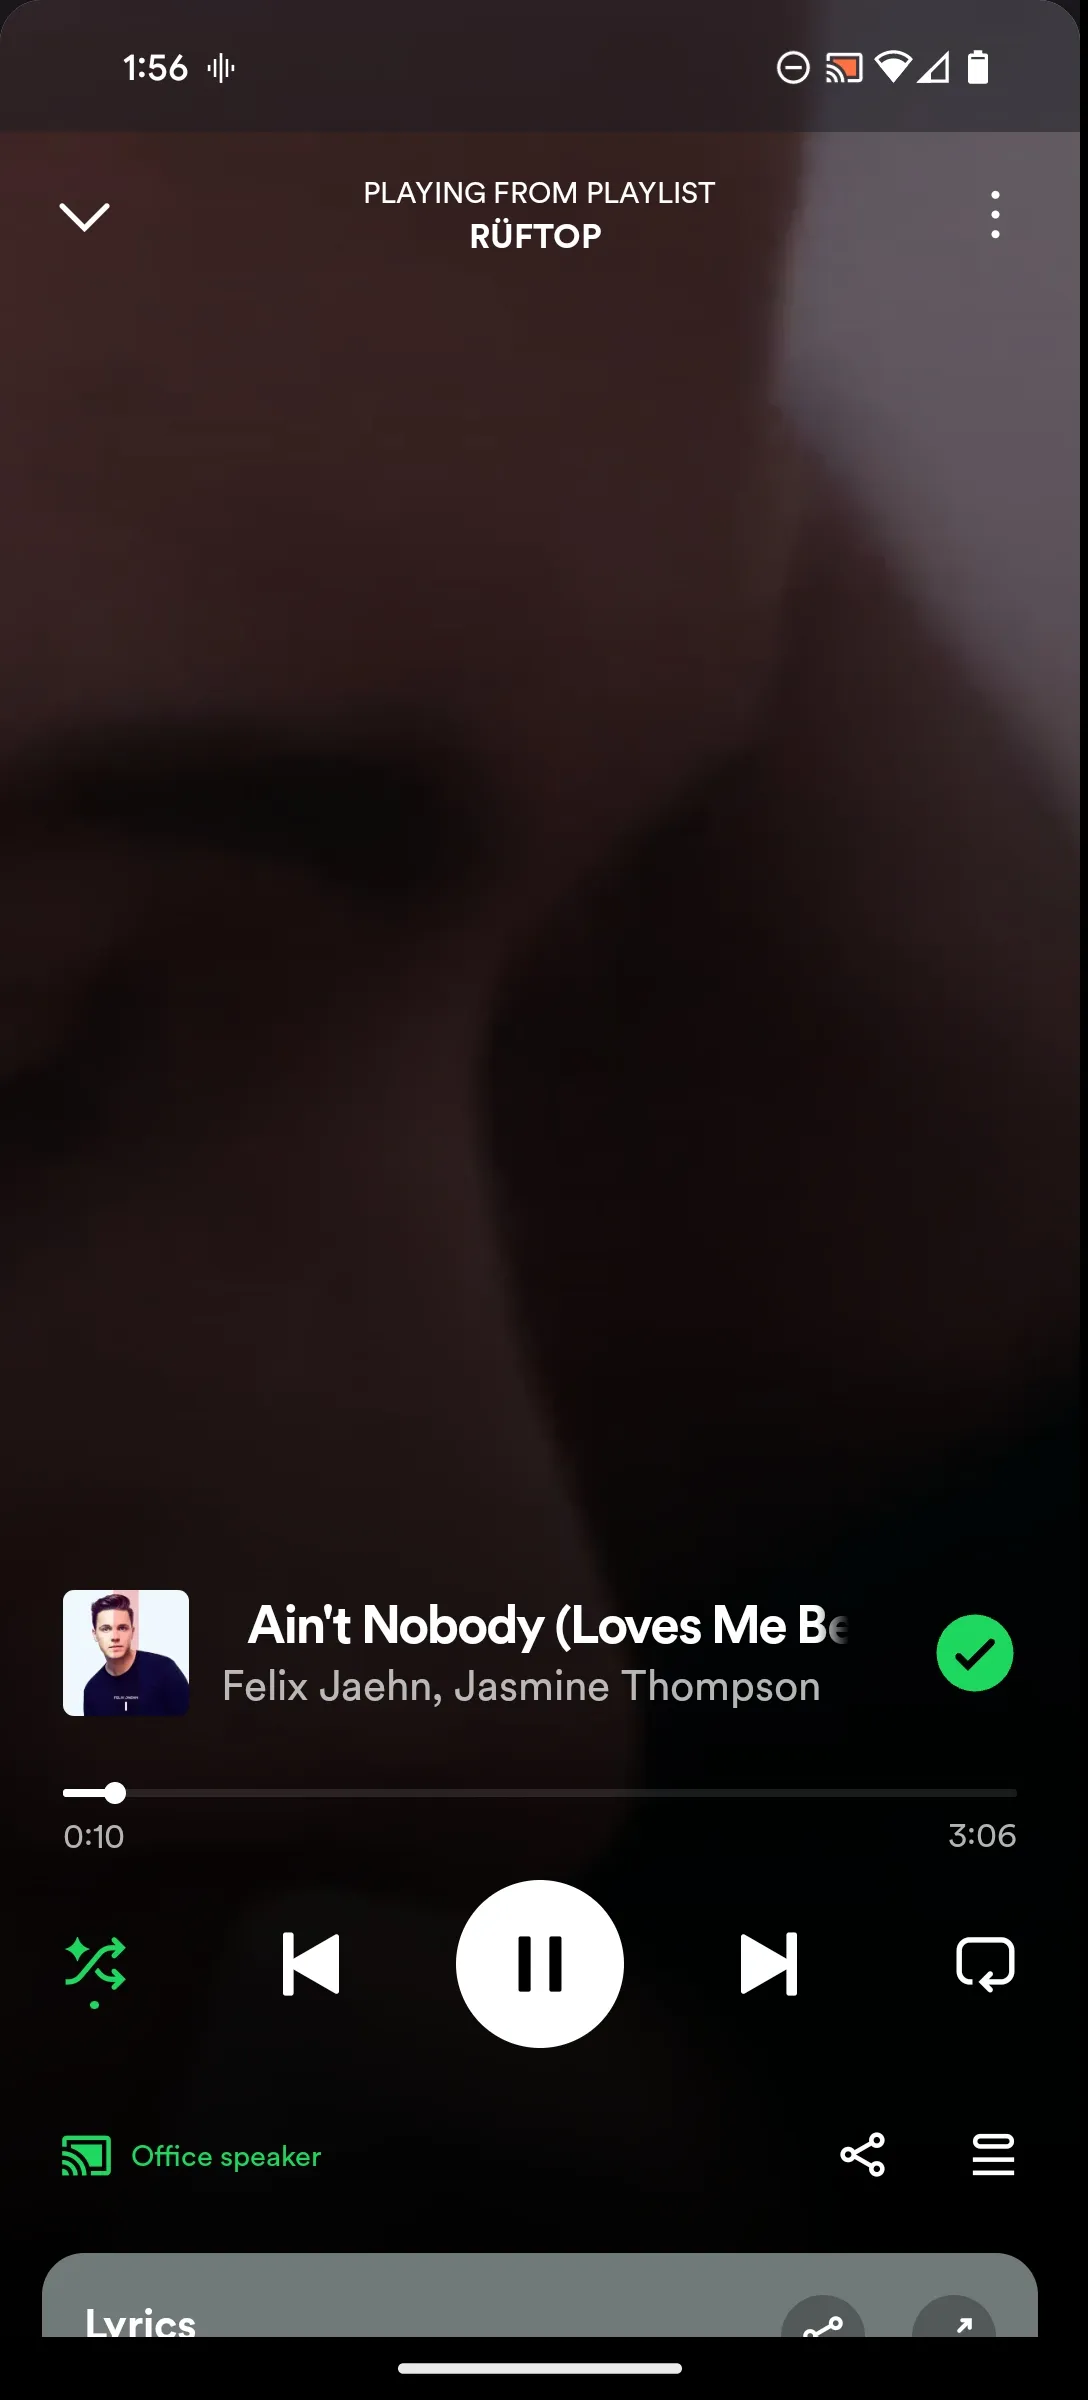 1:56
PLAYING FROM PLAYLIST
RÜFTOP
Ain't Nobody (Loves Me Be
Felix Jaehn, Jasmine Thompson
0:10
3:06
Office speaker
Lyrics